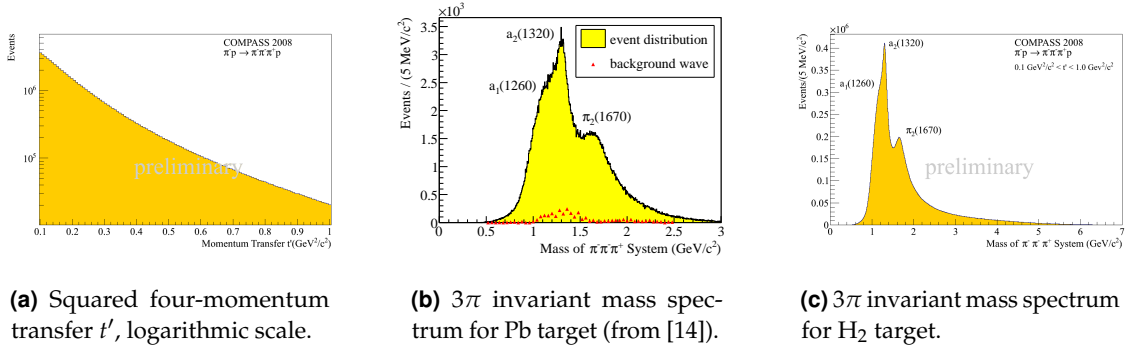 Events
COMPASS 2008
π⁻p → π⁻π⁻π⁺p
10⁶
10⁵
preliminary
0.1 0.2 0.3 0.4 0.5 0.6 0.7 0.8 0.9 1
Momentum Transfer t'(GeV²/c²)
(a) Squared four-momentum
transfer t′, logarithmic scale.
×10³
Events / (5 MeV/c²)
3.5
3
2.5
2
1.5
1
0.5
0
a₂(1320)
a₁(1260)
π₂(1670)
event distribution
background wave
0 0.5 1 1.5 2 2.5 3
Mass of π⁻π⁻π⁺ System (GeV/c²)
(b) 3π invariant mass spec-
trum for Pb target (from [14]).
×10⁶
Events/(5 MeV/c²)
0.4
0.35
0.3
0.25
0.2
0.15
0.1
0.05
0
a₂(1320)
a₁(1260)
π₂(1670)
COMPASS 2008
π⁻p → π⁻π⁻π⁺p
0.1 GeV²/c² < t' < 1.0 GeV²/c²
preliminary
0 1 2 3 4 5 6 7
Mass of π⁻π⁻π⁺ System (GeV/c²)
(c) 3π invariant mass spectrum
for H₂ target.